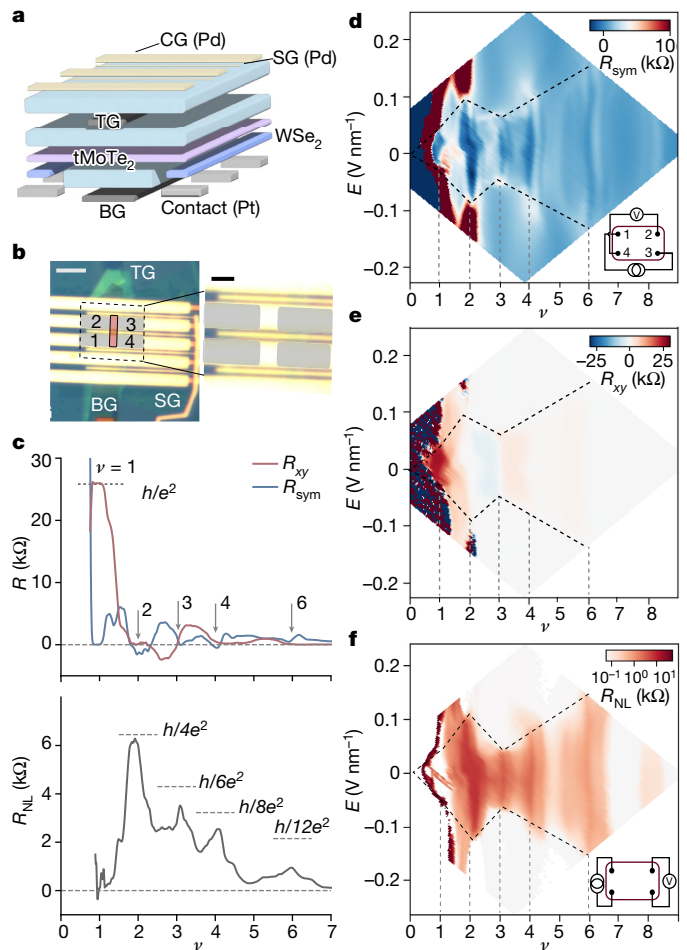 a
CG (Pd)
SG (Pd)
TG
WSe2
tMoTe2
BG
Contact (Pt)
b
TG
2 3
1 4
BG
SG
c
30
20
10
0
R (kΩ)
ν = 1
h/e²
Rxy
Rsym
2
3
4
6
6
4
2
0
RNL (kΩ)
h/4e²
h/6e²
h/8e²
h/12e²
0 1 2 3 4 5 6 7
ν
d
0 10
Rsym (kΩ)
0.2
0.1
0
−0.1
−0.2
E (V nm⁻¹)
V
1 2
4 3
0 1 2 3 4 5 6 7 8
ν
e
−25 0 25
Rxy (kΩ)
0.2
0.1
0
−0.1
−0.2
E (V nm⁻¹)
0 1 2 3 4 5 6 7 8
ν
f
10⁻¹ 10⁰ 10¹
RNL (kΩ)
0.2
0.1
0
−0.1
−0.2
E (V nm⁻¹)
V
0 1 2 3 4 5 6 7 8
ν